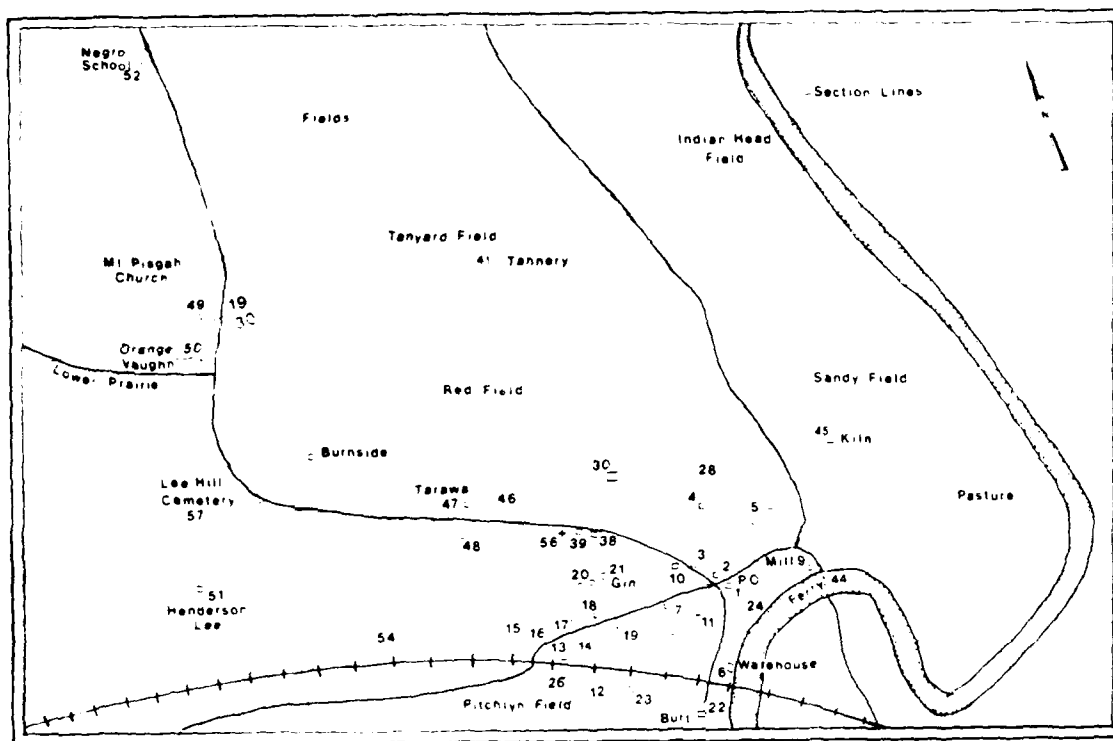 Negro
School
52
Section Lines
N
Fields
Indian Head
Field
Tanyard Field
41 Tannery
Mt Pisgah
Church
49
19
30
Orange 50
Vaughn
Lower Prairie
Sandy Field
Red Field
45
Kiln
Burnside
30
28
Lee Hill
Cemetery
57
Tarawa
47
46
4
5
Pasture
48
56
39
38
3
Mill 9
20
21
Gin
10
2
PO
1
Ferry 44
24
51
Henderson
Lee
18
7
11
15
16
17
19
54
13
14
6
Warehouse
26
12
23
22
Pitchlyn Field
Burt